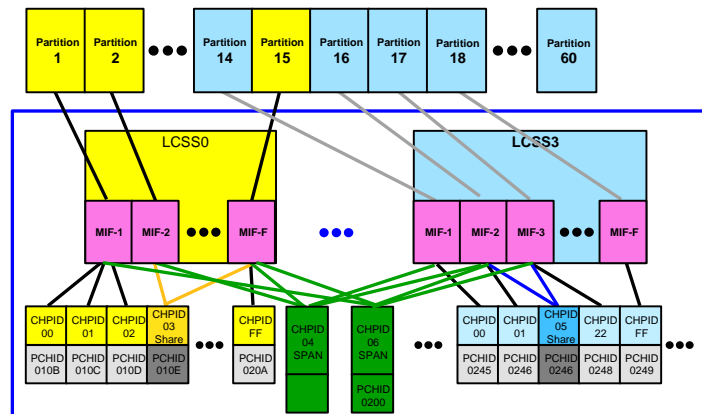 Partition
1
Partition
2
Partition
14
Partition
15
Partition
16
Partition
17
Partition
18
Partition
60
LCSS0
LCSS3
MIF-1
MIF-2
MIF-F
MIF-1
MIF-2
MIF-3
MIF-F
CHPID
00
CHPID
01
CHPID
02
CHPID
03
Share
CHPID
FF
CHPID
04
SPAN
CHPID
06
SPAN
CHPID
00
CHPID
01
CHPID
05
Share
CHPID
22
CHPID
FF
PCHID
010B
PCHID
010C
PCHID
010D
PCHID
010E
PCHID
020A
PCHID
0200
PCHID
0245
PCHID
0246
PCHID
0246
PCHID
0248
PCHID
0249